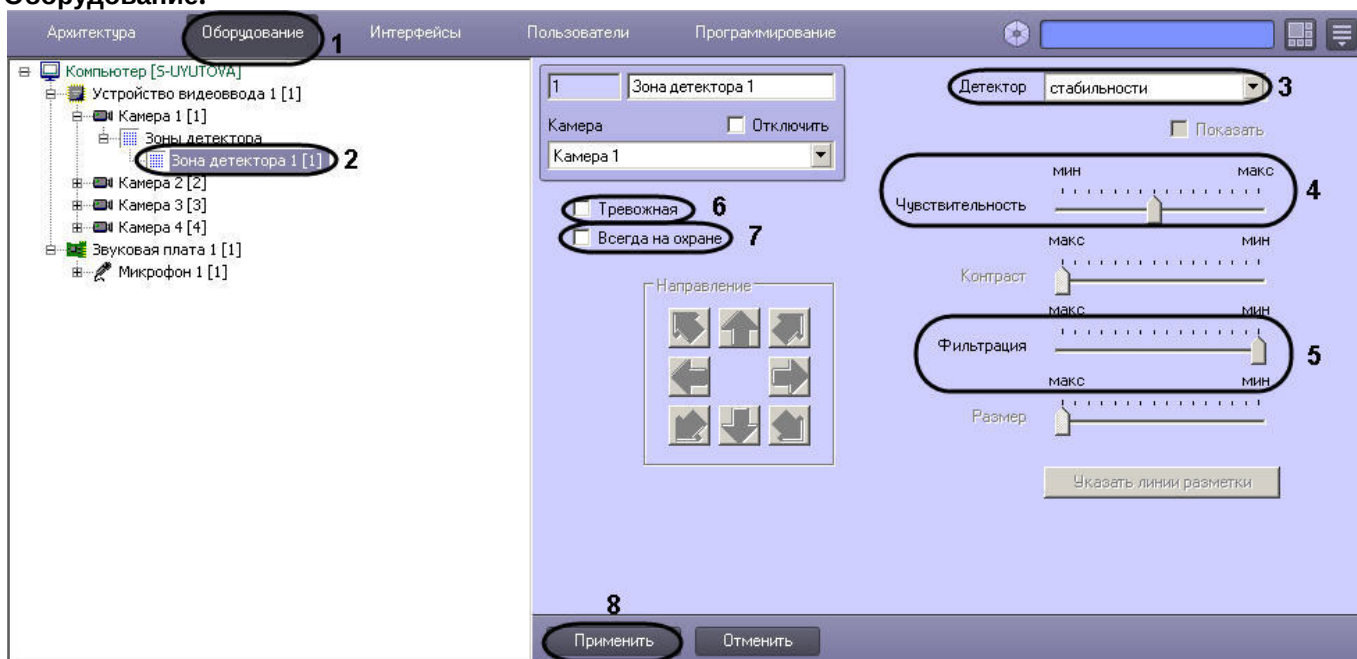 Оборудование.
Архитектура Оборудование 1 Интерфейсы Пользователи Программирование
Компьютер [S-UYUTOVA]
Устройство видеоввода 1 [1]
Камера 1 [1]
Зоны детектора
Зона детектора 1 [1] 2
Камера 2 [2]
Камера 3 [3]
Камера 4 [4]
Звуковая плата 1 [1]
Микрофон 1 [1]
1 Зона детектора 1
Камера Отключить
Камера 1
Тревожная 6
Всегда на охране 7
Направление
Детектор стабильности 3
Показать
мин макс
Чувствительность 4
макс мин
Контраст
макс мин
Фильтрация 5
макс мин
Размер
Указать линии разметки
8
Применить Отменить